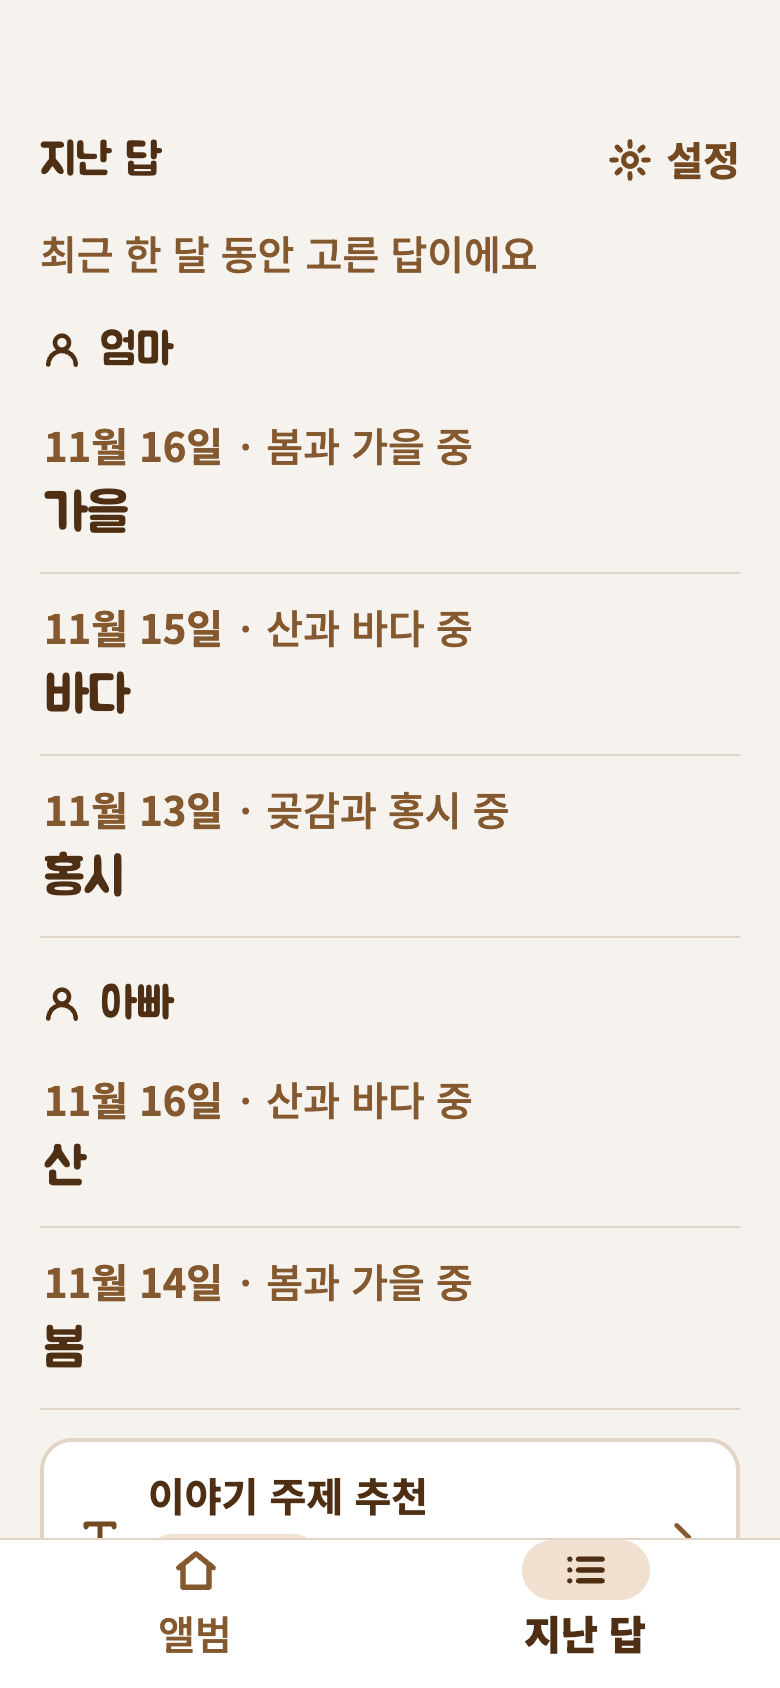 지난 답
설정
최근 한 달 동안 고른 답이에요
엄마
11월 16일 · 봄과 가을 중
가을
11월 15일 · 산과 바다 중
바다
11월 13일 · 곶감과 홍시 중
홍시
아빠
11월 16일 · 산과 바다 중
산
11월 14일 · 봄과 가을 중
봄
이야기 주제 추천
앨범
지난 답